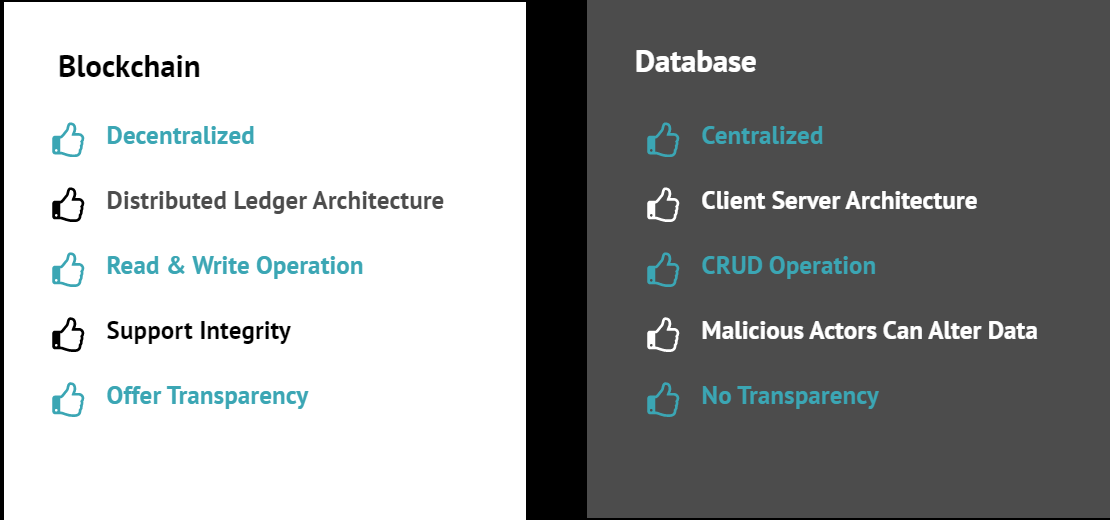 Blockchain
Decentralized
Distributed Ledger Architecture
Read & Write Operation
Support Integrity
Offer Transparency
Database
Centralized
Client Server Architecture
CRUD Operation
Malicious Actors Can Alter Data
No Transparency